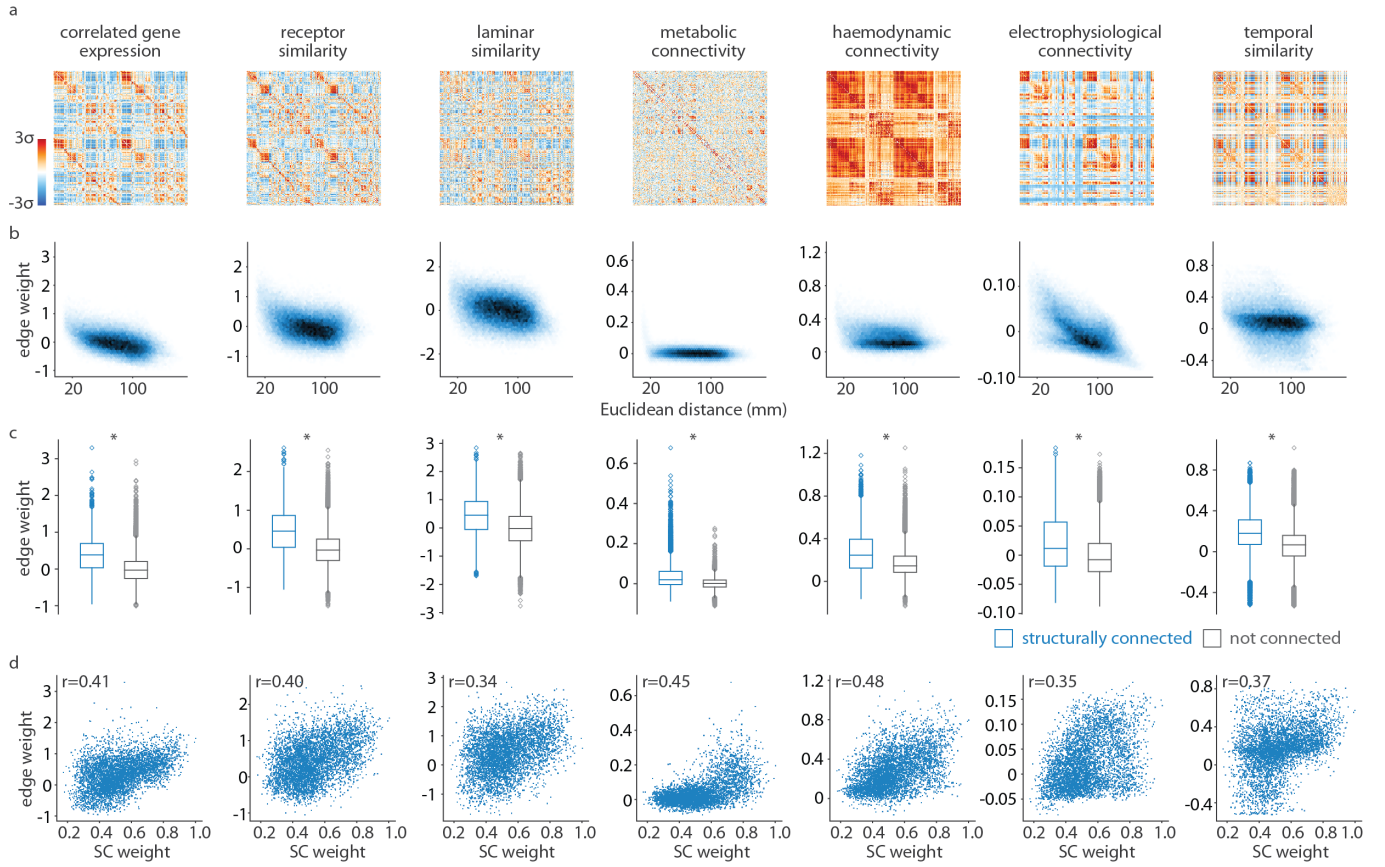 a
correlated gene
expression
receptor
similarity
laminar
similarity
metabolic
connectivity
haemodynamic
connectivity
electrophysiological
connectivity
temporal
similarity
3σ
-3σ
b
edge weight
3
2
1
0
-1
20 100
2
1
0
-1
20 100
2
0
-2
20 100
0.6
0.4
0.2
0
20 100
1.2
0.8
0.4
0
20 100
0.10
0
-0.10
20 100
0.8
0.4
0
-0.4
20 100
Euclidean distance (mm)
c
edge weight
*
3
2
1
0
-1
*
2
1
0
-1
*
3
2
1
0
-1
-2
-3
*
0.6
0.4
0.2
0
*
1.2
0.8
0.4
0
*
0.15
0.10
0.05
0
-0.05
-0.10
*
0.8
0.4
0
-0.4
structurally connected not connected
d
edge weight
r=0.41
3
2
1
0
-1
0.2 0.4 0.6 0.8 1.0
SC weight
r=0.40
2
1
0
-1
0.2 0.4 0.6 0.8 1.0
SC weight
r=0.34
3
2
1
0
-1
0.2 0.4 0.6 0.8 1.0
SC weight
r=0.45
0.6
0.4
0.2
0
0.2 0.4 0.6 0.8 1.0
SC weight
r=0.48
1.2
0.8
0.4
0
0.2 0.4 0.6 0.8 1.0
SC weight
r=0.35
0.15
0.10
0.05
0
-0.05
0.2 0.4 0.6 0.8 1.0
SC weight
r=0.37
0.8
0.4
0
-0.4
0.2 0.4 0.6 0.8 1.0
SC weight